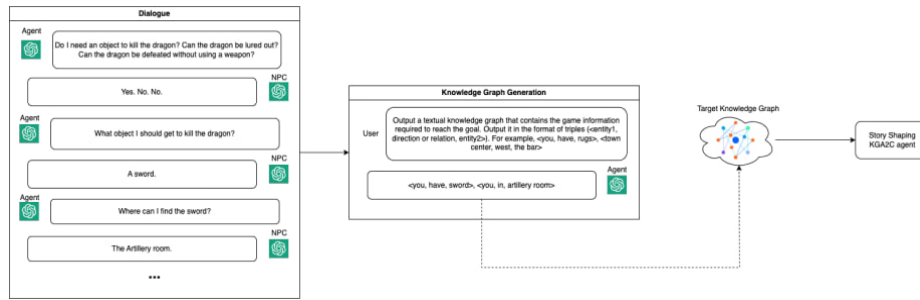 Dialogue
Agent
Do I need an object to kill the dragon? Can the dragon be lured out?
Can the dragon be defeated without using a weapon?
NPC
Yes. No. No.
Agent
What object I should get to kill the dragon?
NPC
A sword.
Agent
Where can I find the sword?
NPC
The Artillery room.
...
Knowledge Graph Generation
User
Output a textual knowledge graph that contains the game information
required to reach the goal. Output it in the format of triples (<entity1,
direction or relation, entity2>). For example, <you, have, rugs>, <town
center, west, the bar>
Agent
<you, have, sword>, <you, in, artillery room>
Target Knowledge Graph
Story Shaping
KGA2C agent